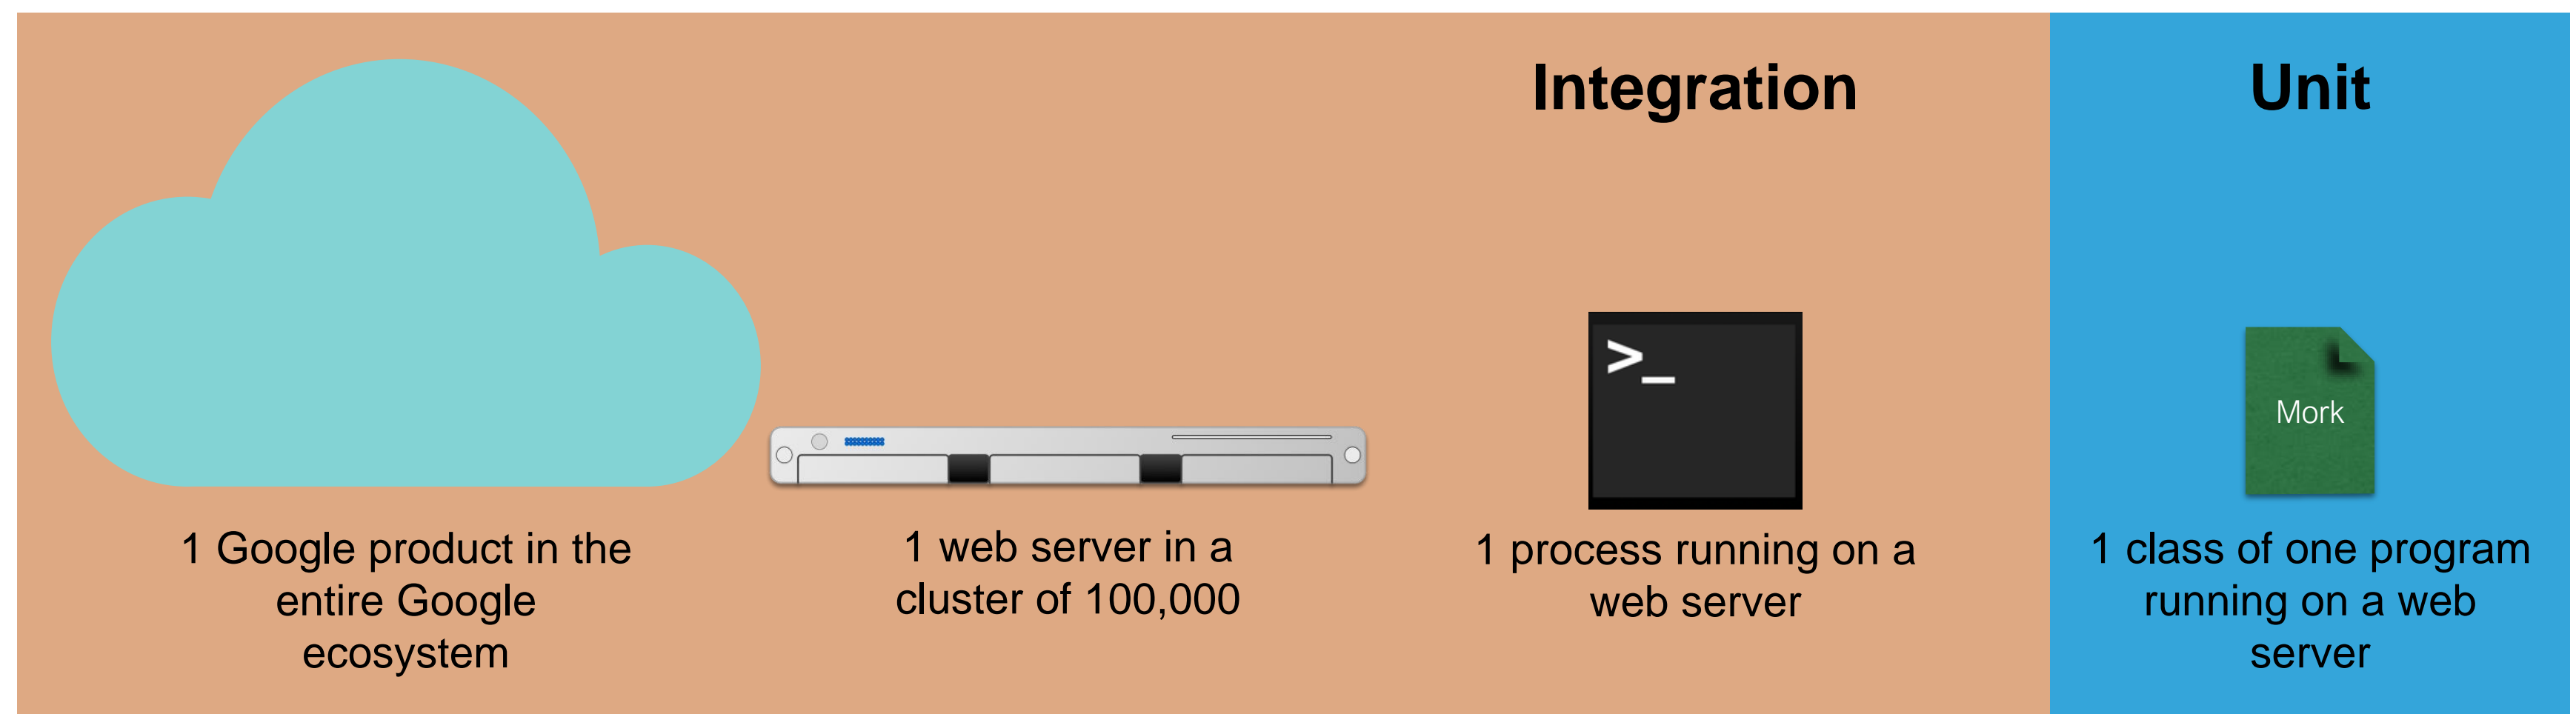 Integration
Unit
>_
Mork
1 Google product in the
entire Google
ecosystem
1 web server in a
cluster of 100,000
1 process running on a
web server
1 class of one program
running on a web
server